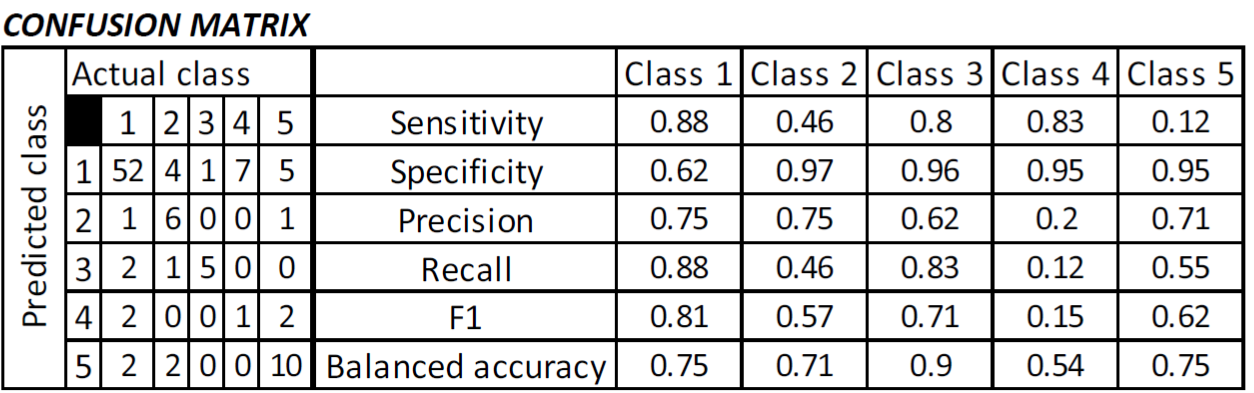 CONFUSION MATRIX
Predicted class
Actual class Class 1 Class 2 Class 3 Class 4 Class 5
1 2 3 4 5 Sensitivity 0.88 0.46 0.8 0.83 0.12
1 52 4 1 7 5 Specificity 0.62 0.97 0.96 0.95 0.95
2 1 6 0 0 1 Precision 0.75 0.75 0.62 0.2 0.71
3 2 1 5 0 0 Recall 0.88 0.46 0.83 0.12 0.55
4 2 0 0 1 2 F1 0.81 0.57 0.71 0.15 0.62
5 2 2 0 0 10 Balanced accuracy 0.75 0.71 0.9 0.54 0.75